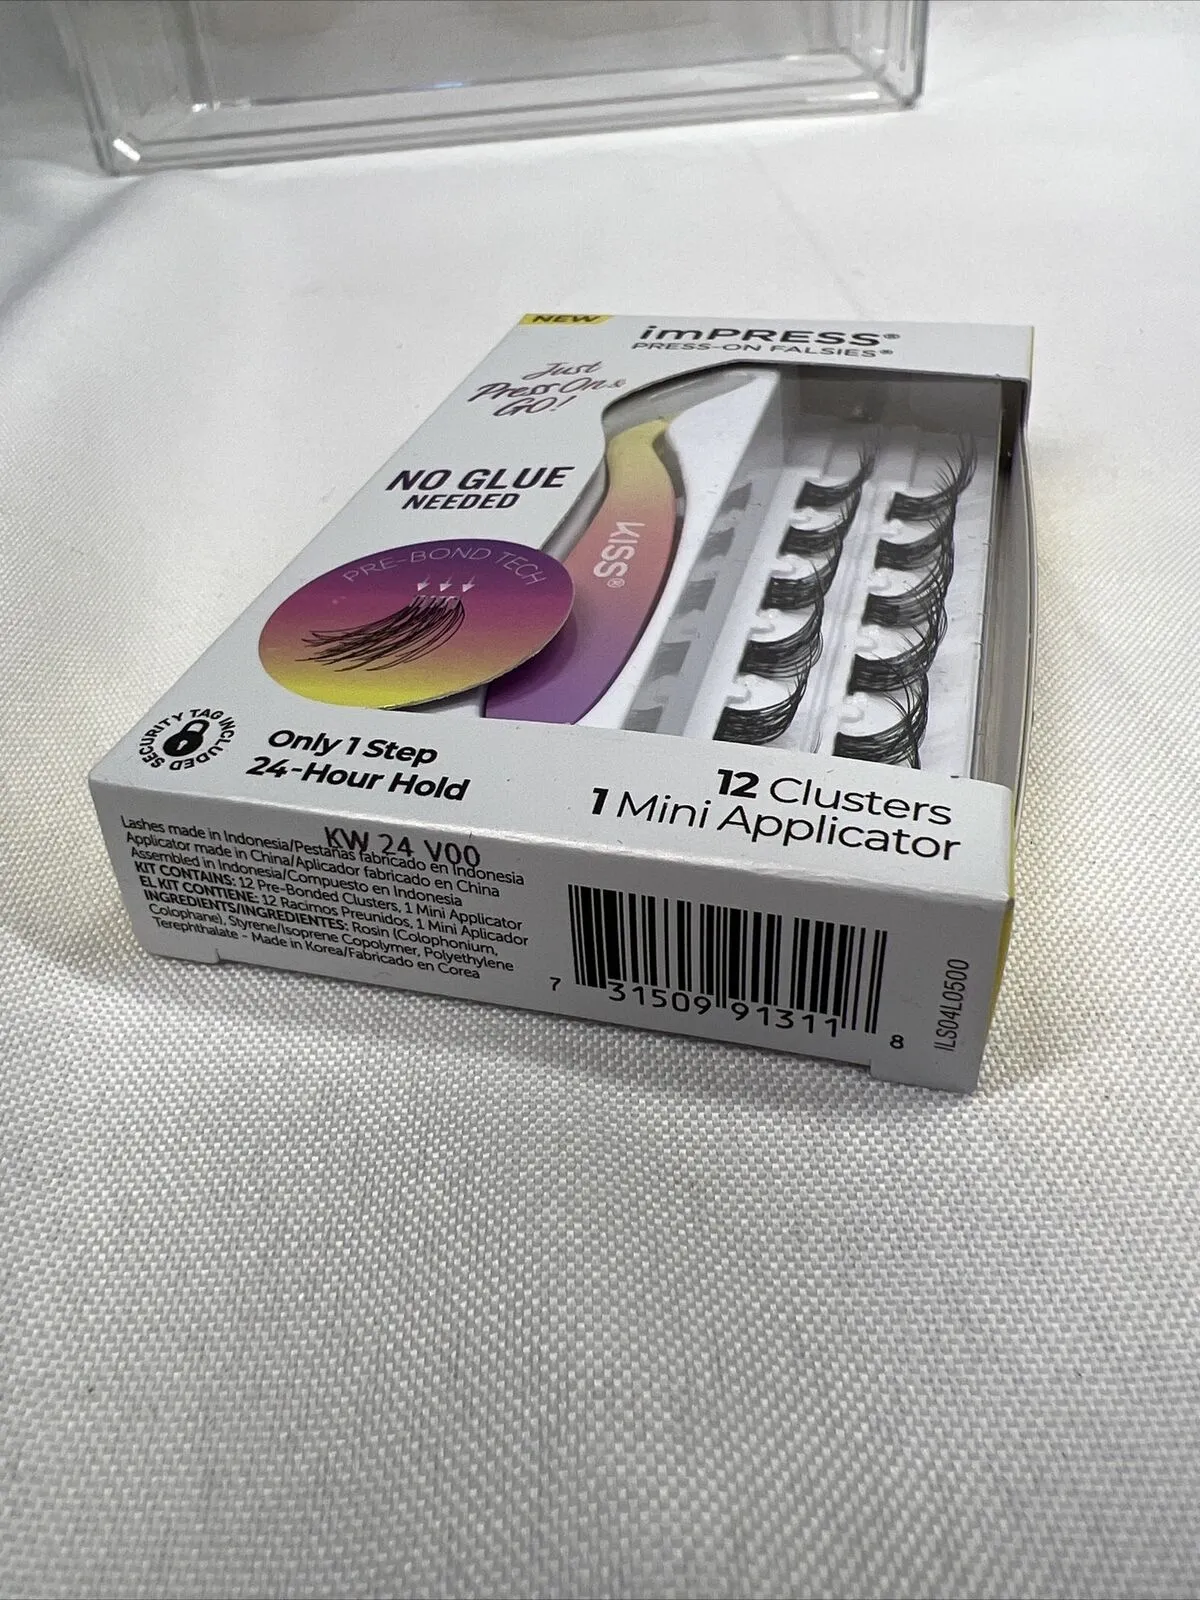 NEW
imPRESS®
PRESS-ON FALSIES®
Just
Press On &
GO!
NO GLUE
NEEDED
KISS®
PRE-BOND TECH
SECURITY TAG INCLUDED
Only 1 Step
24-Hour Hold
12 Clusters
1 Mini Applicator
KW 24 V00
Lashes made in Indonesia/Pestañas fabricado en Indonesia
Applicator made in China/Aplicador fabricado en China
Assembled in Indonesia/Compuesto en Indonesia
KIT CONTAINS: 12 Pre-Bonded Clusters, 1 Mini Applicator
EL KIT CONTIENE: 12 Racimos Preunidos, 1 Mini Aplicador
INGREDIENTS/INGREDIENTES: Rosin (Colophonium,
Colophane), Styrene/Isoprene Copolymer, Polyethylene
Terephthalate - Made in Korea/Fabricado en Corea
7 31509 91311 8
ILS04L0500